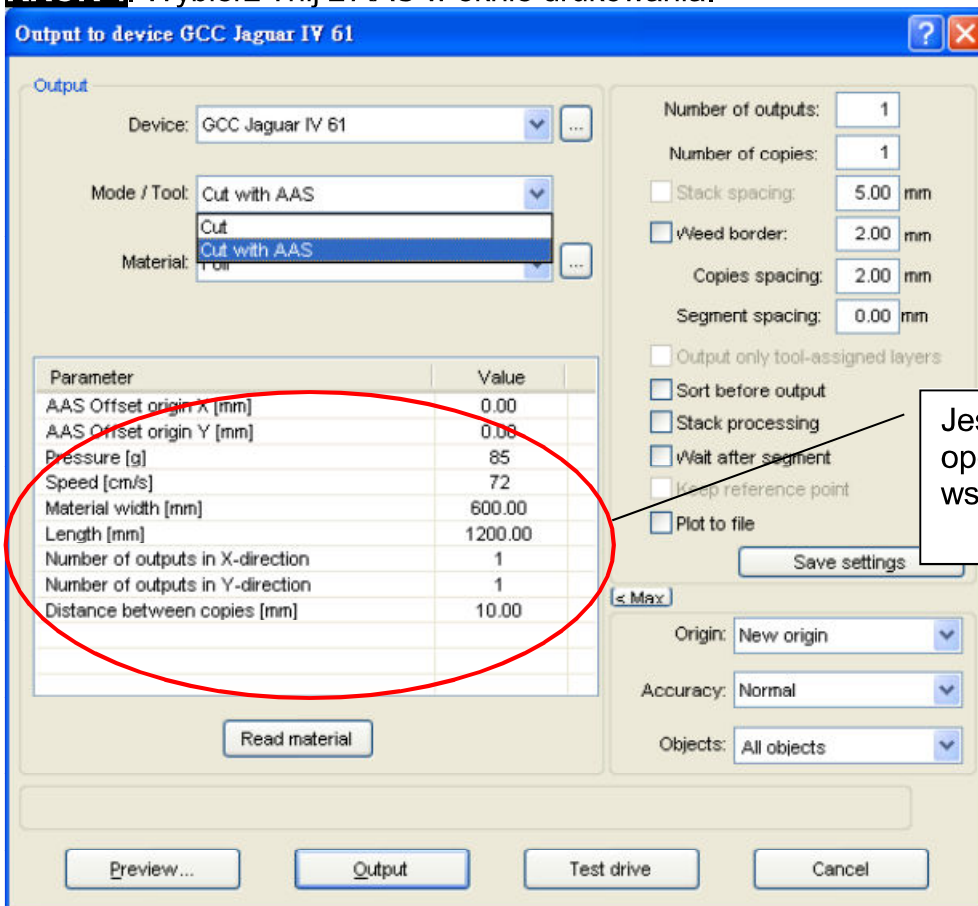 Output to device GCC Jaguar IV 61
Output
Device: GCC Jaguar IV 61 ...
Mode / Tool: Cut with AAS
Cut
Cut with AAS
Material: ...
Parameter Value
AAS Offset origin X [mm] 0.00
AAS Offset origin Y [mm] 0.00
Pressure [g] 85
Speed [cm/s] 72
Material width [mm] 600.00
Length [mm] 1200.00
Number of outputs in X-direction 1
Number of outputs in Y-direction 1
Distance between copies [mm] 10.00
Read material
Number of outputs: 1
Number of copies: 1
Stack spacing: 5.00 mm
Weed border: 2.00 mm
Copies spacing: 2.00 mm
Segment spacing: 0.00 mm
Output only tool-assigned layers
Sort before output
Stack processing
Wait after segment
Keep reference point
Plot to file
Save settings
Jes
op
ws
< Max
Origin: New origin
Accuracy: Normal
Objects: All objects
Preview...
Output
Test drive
Cancel